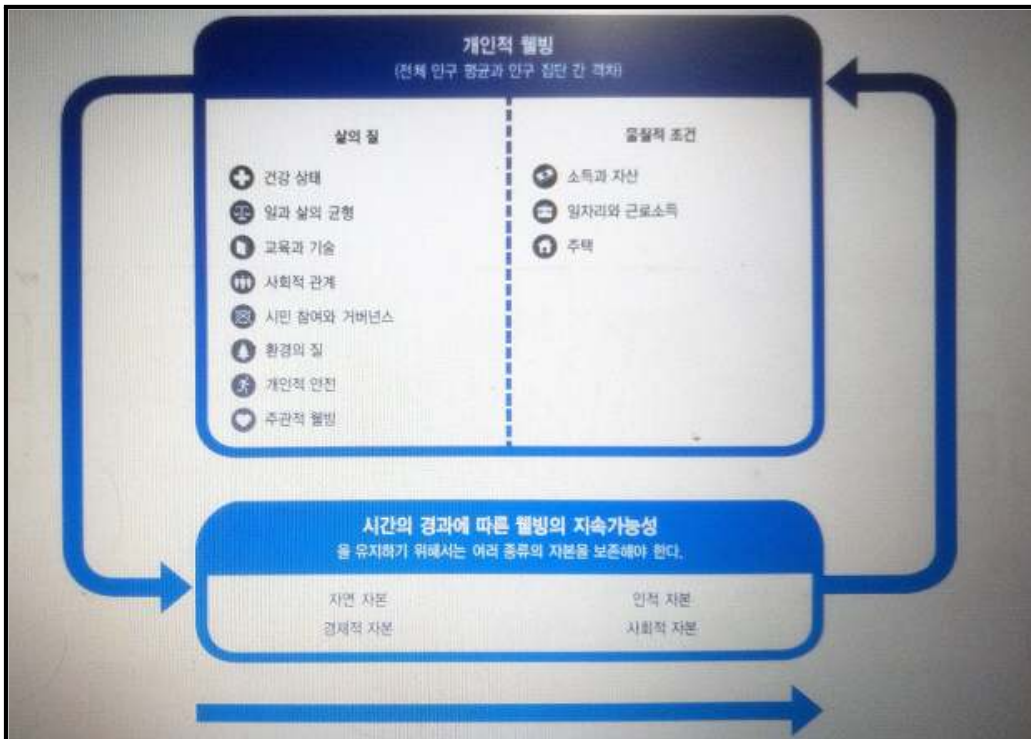 개인적 웰빙
(전체 인구 평균과 인구 집단 간 격차)
삶의 질
건강 상태
일과 삶의 균형
교육과 기술
사회적 관계
시민 참여와 거버넌스
환경의 질
개인적 안전
주관적 웰빙
물질적 조건
소득과 자산
일자리와 근로소득
주택
시간의 경과에 따른 웰빙의 지속가능성
을 유지하기 위해서는 여러 종류의 자본을 보존해야 한다.
자연 자본
인적 자본
경제적 자본
사회적 자본